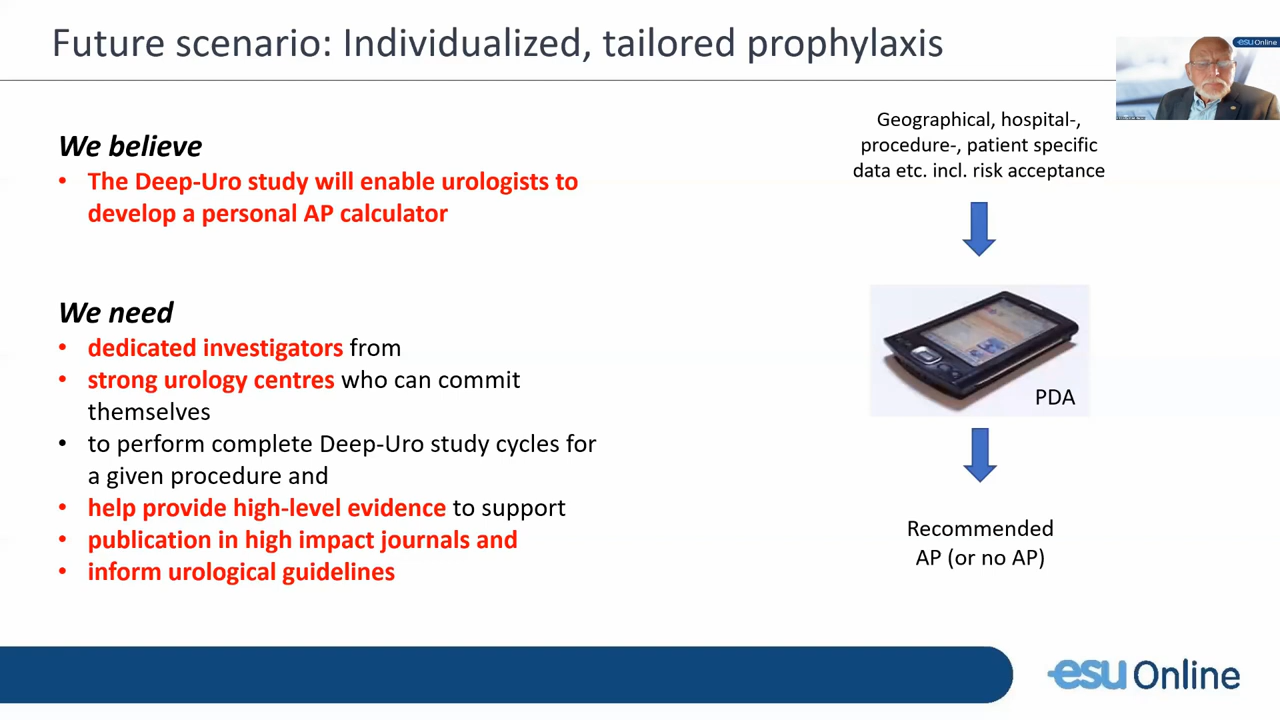 Future scenario: Individualized, tailored prophylaxis
esu Online
We believe
• The Deep-Uro study will enable urologists to
develop a personal AP calculator
We need
• dedicated investigators from
• strong urology centres who can commit
themselves
• to perform complete Deep-Uro study cycles for
a given procedure and
• help provide high-level evidence to support
• publication in high impact journals and
• inform urological guidelines
Geographical, hospital-,
procedure-, patient specific
data etc. incl. risk acceptance
PDA
Recommended
AP (or no AP)
esu Online